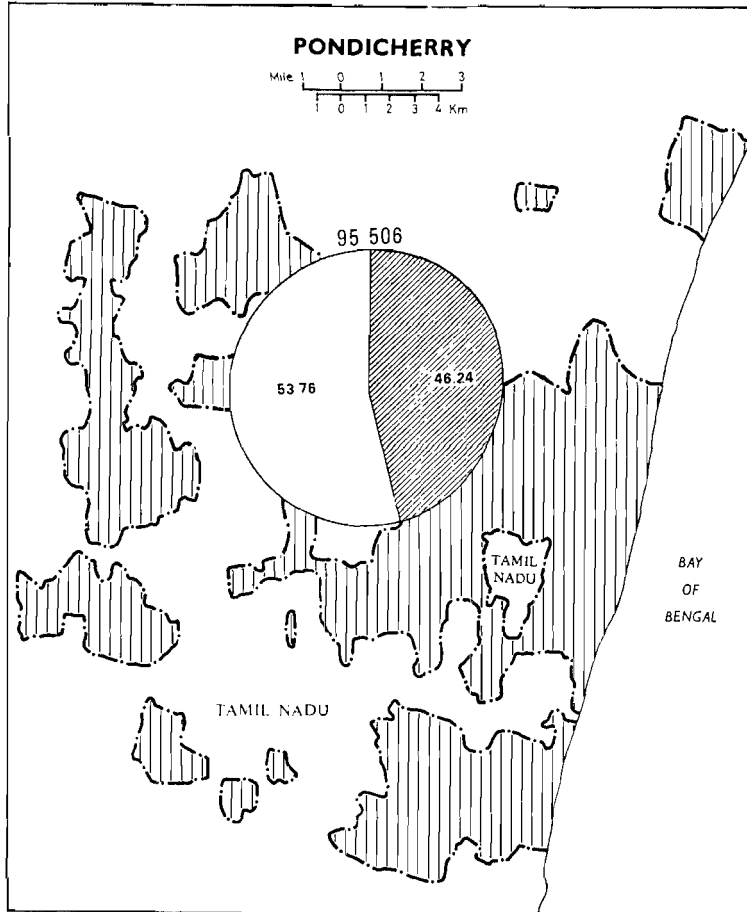 PONDICHERRY
Mile 1 0 1 2 3
1 0 1 2 3 4 Km
95 506
53 76
46.24
TAMIL
NADU
BAY
OF
BENGAL
TAMIL NADU